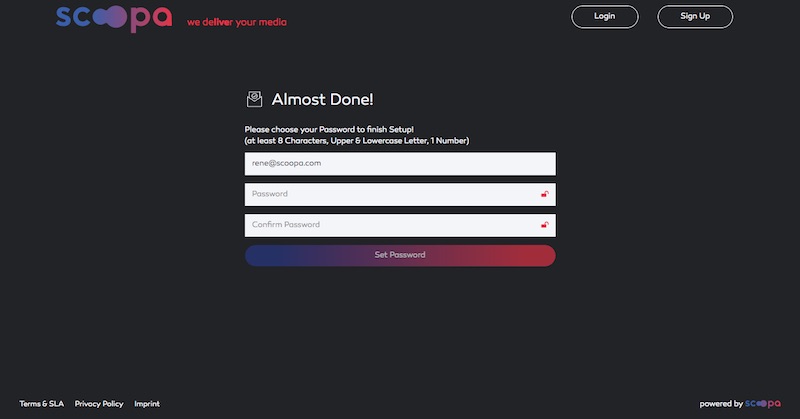 scoopa
we deliver your media
Login
Sign Up
Almost Done!
Please choose your Password to finish Setup!
(at least 8 Characters, Upper & Lowercase Letter, 1 Number)
rene@scoopa.com
Password
Confirm Password
Set Password
Terms & SLA
Privacy Policy
Imprint
powered by scoopa